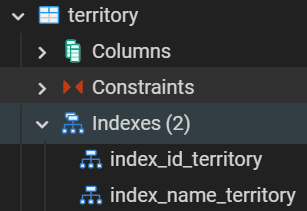 territory
Columns
Constraints
Indexes (2)
index_id_territory
index_name_territory